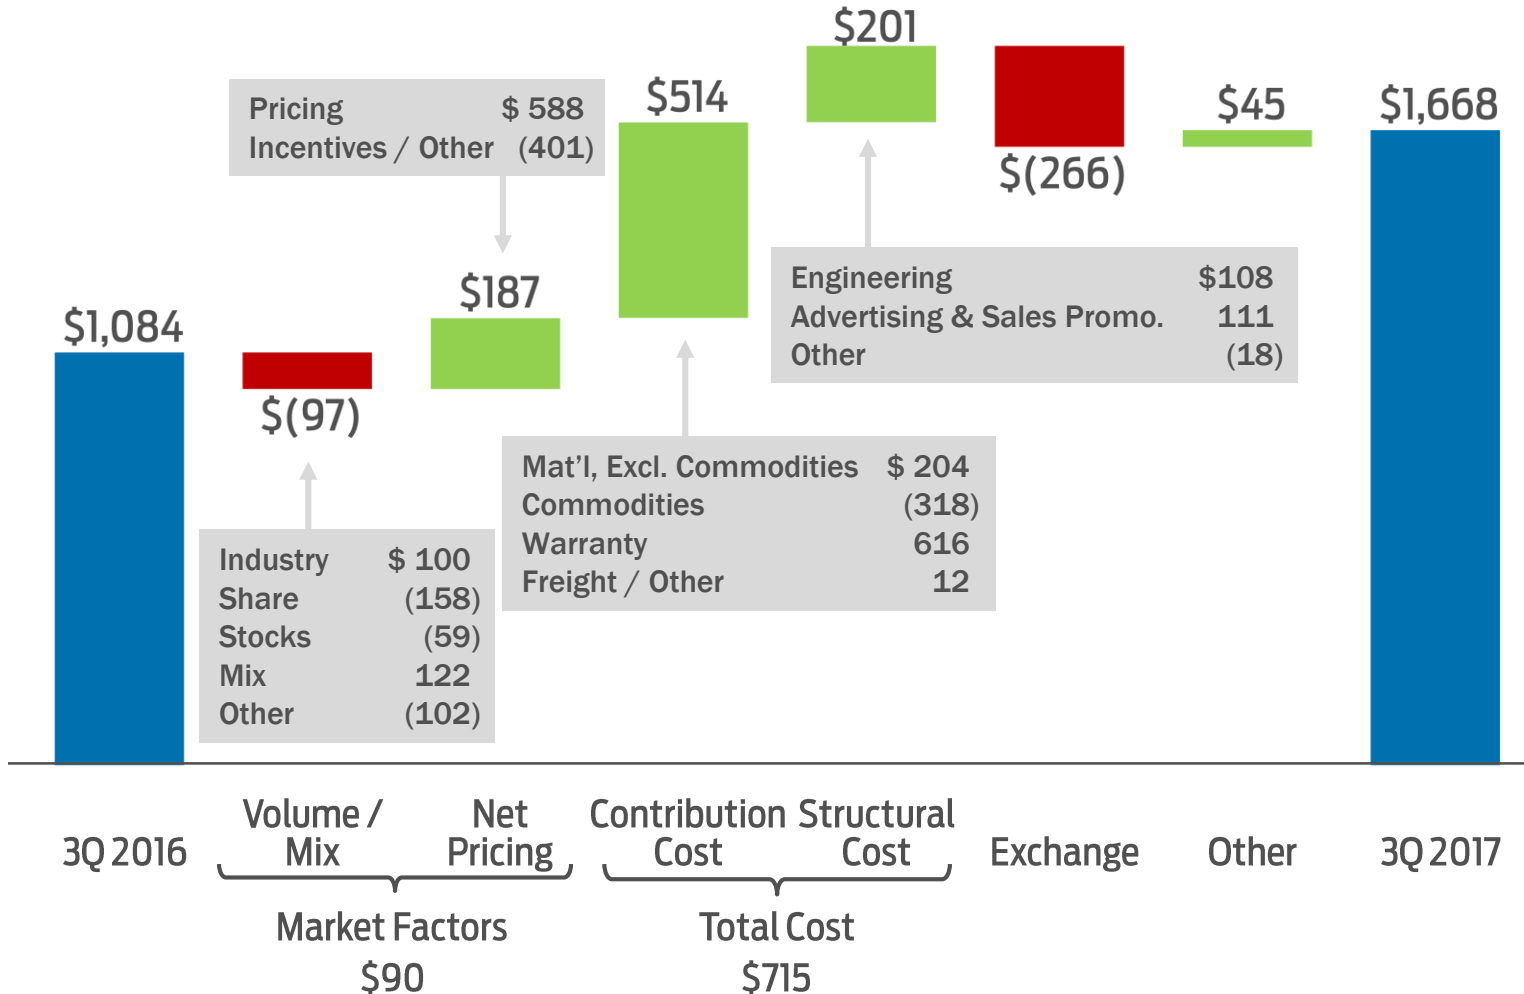 $201
$514
$45
$1,668
Pricing $ 588
Incentives / Other (401)
$(266)
$187
$1,084
$(97)
Engineering $108
Advertising & Sales Promo. 111
Other (18)
Mat’l, Excl. Commodities $ 204
Commodities (318)
Warranty 616
Freight / Other 12
Industry $ 100
Share (158)
Stocks (59)
Mix 122
Other (102)
3Q 2016
Volume /
Mix
Net
Pricing
Contribution
Cost
Structural
Cost
Exchange
Other
3Q 2017
Market Factors
$90
Total Cost
$715